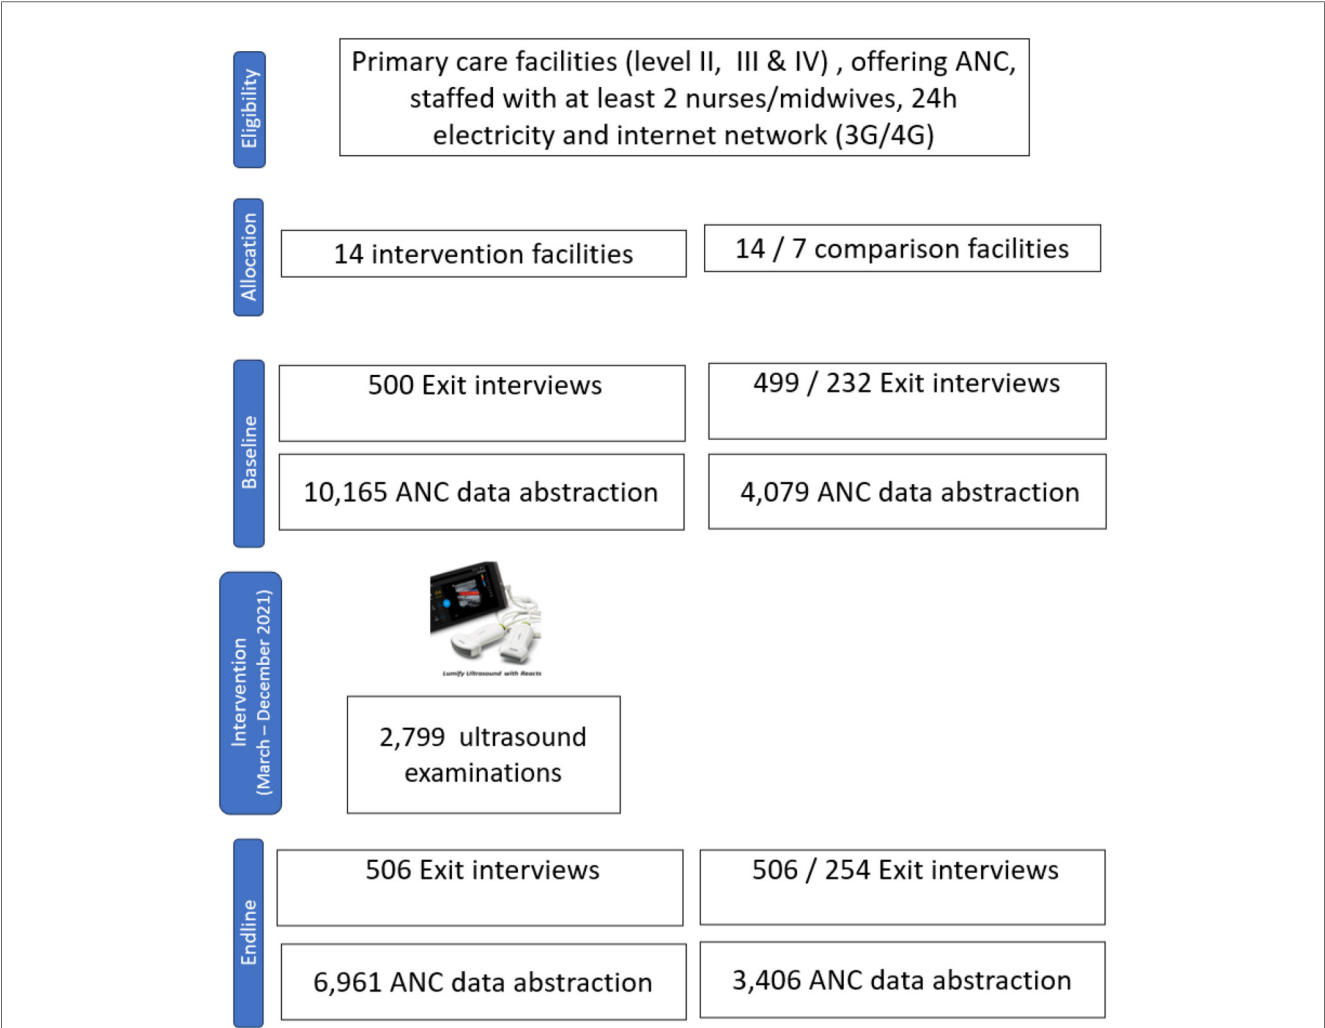 Eligibility
Primary care facilities (level II, III & IV) , offering ANC,
staffed with at least 2 nurses/midwives, 24h
electricity and internet network (3G/4G)
Allocation
14 intervention facilities
14 / 7 comparison facilities
Baseline
500 Exit interviews
499 / 232 Exit interviews
10,165 ANC data abstraction
4,079 ANC data abstraction
Intervention
(March – December 2021)
Lumify Ultrasound with Reacts
2,799 ultrasound
examinations
Endline
506 Exit interviews
506 / 254 Exit interviews
6,961 ANC data abstraction
3,406 ANC data abstraction